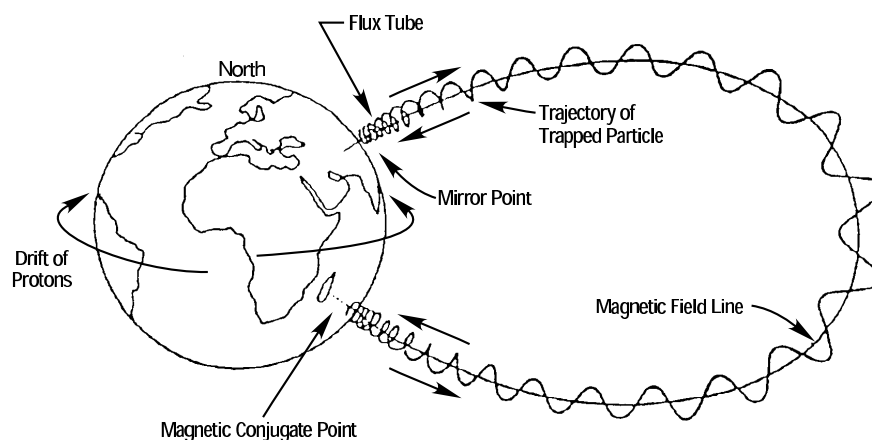 Flux Tube
North
Trajectory of
Trapped Particle
Mirror Point
Drift of
Protons
Magnetic Field Line
Magnetic Conjugate Point